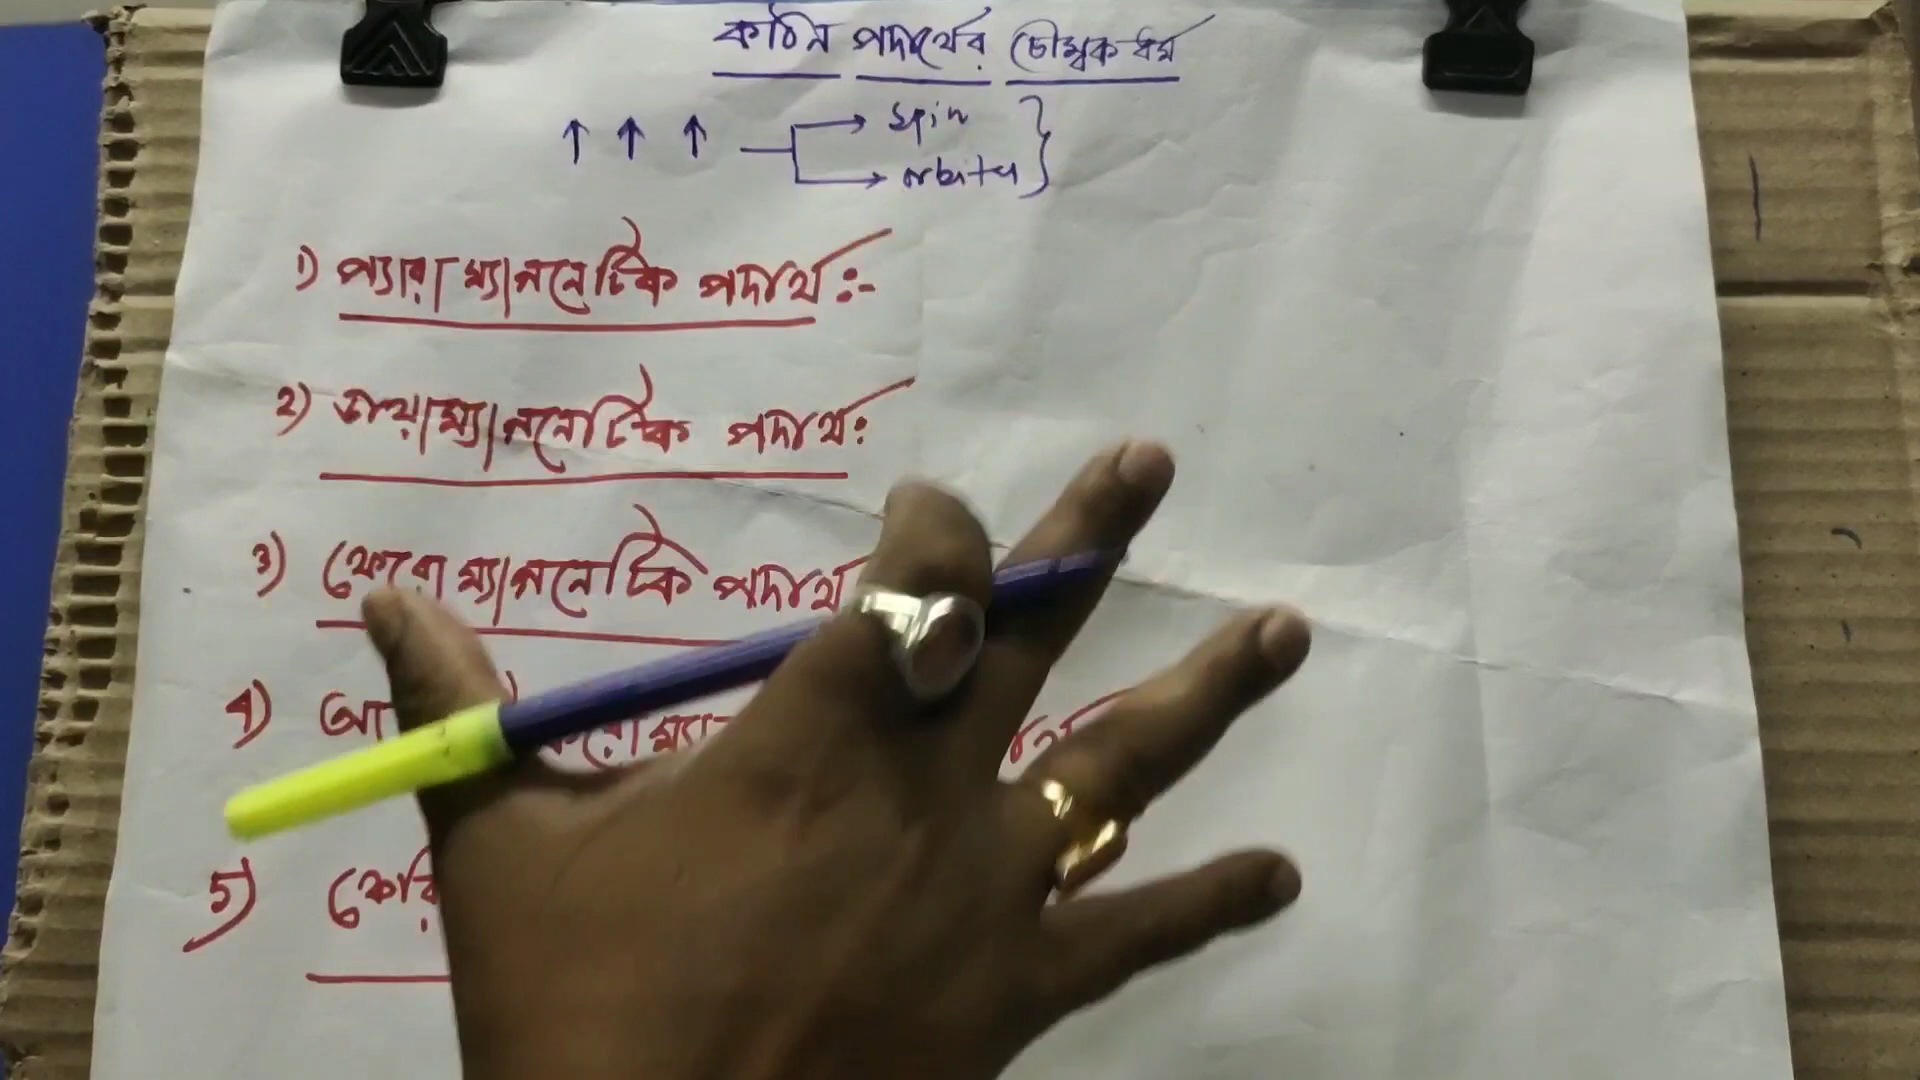 কঠিন পদার্থের চৌম্বক ধর্ম
↑ ↑ ↑ → spin
→ orbital
1) প্যারাম্যাগনেটিক পদার্থ :-
2) ডায়াম্যাগনেটিক পদার্থ :
3) ফেরোম্যাগনেটিক পদার্থ
4)
5) ফেরি